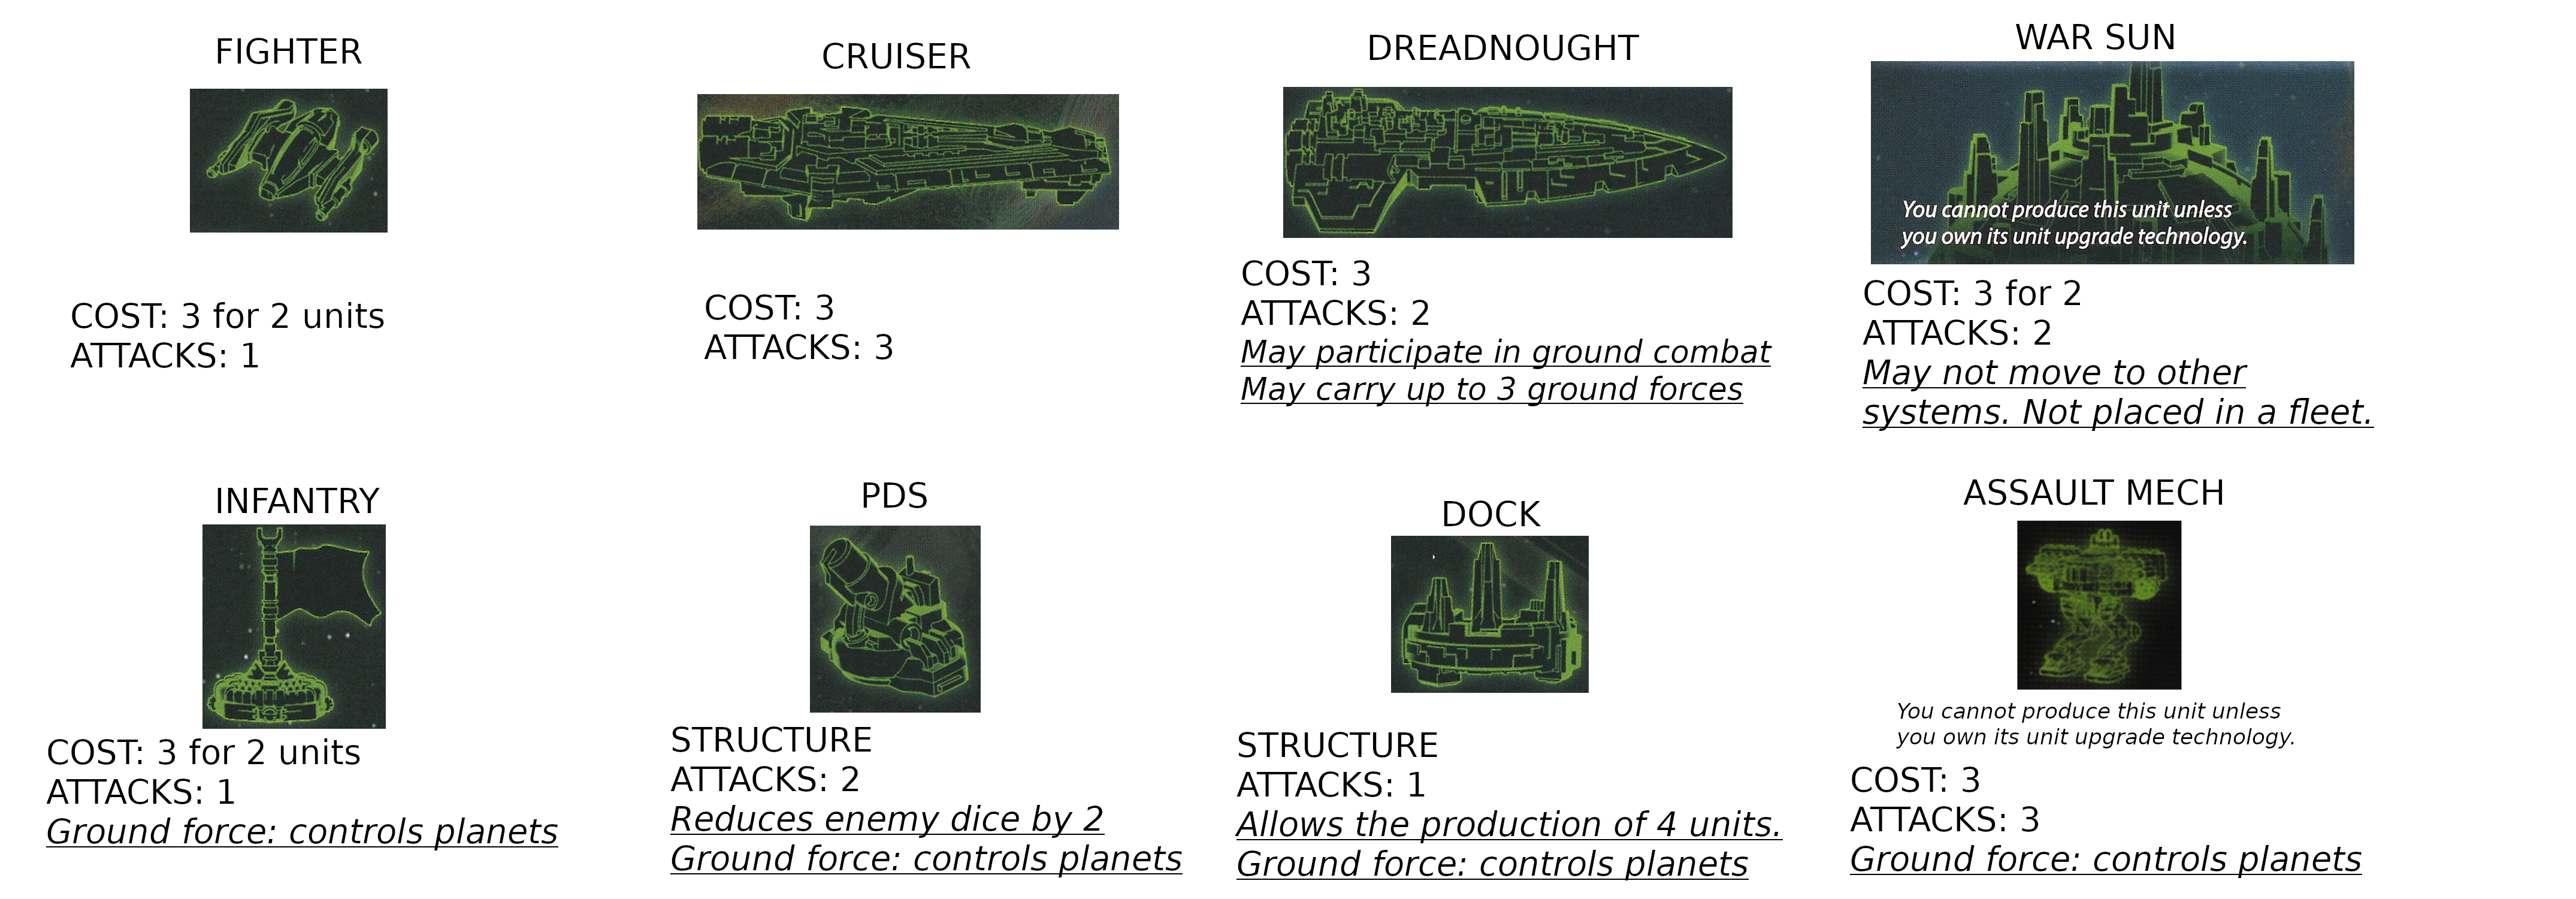 FIGHTER
COST: 3 for 2 units
ATTACKS: 1
CRUISER
COST: 3
ATTACKS: 3
DREADNOUGHT
COST: 3
ATTACKS: 2
May participate in ground combat
May carry up to 3 ground forces
WAR SUN
You cannot produce this unit unless
you own its unit upgrade technology.
COST: 3 for 2
ATTACKS: 2
May not move to other
systems. Not placed in a fleet.
INFANTRY
COST: 3 for 2 units
ATTACKS: 1
Ground force: controls planets
PDS
STRUCTURE
ATTACKS: 2
Reduces enemy dice by 2
Ground force: controls planets
DOCK
STRUCTURE
ATTACKS: 1
Allows the production of 4 units.
Ground force: controls planets
ASSAULT MECH
You cannot produce this unit unless
you own its unit upgrade technology.
COST: 3
ATTACKS: 3
Ground force: controls planets